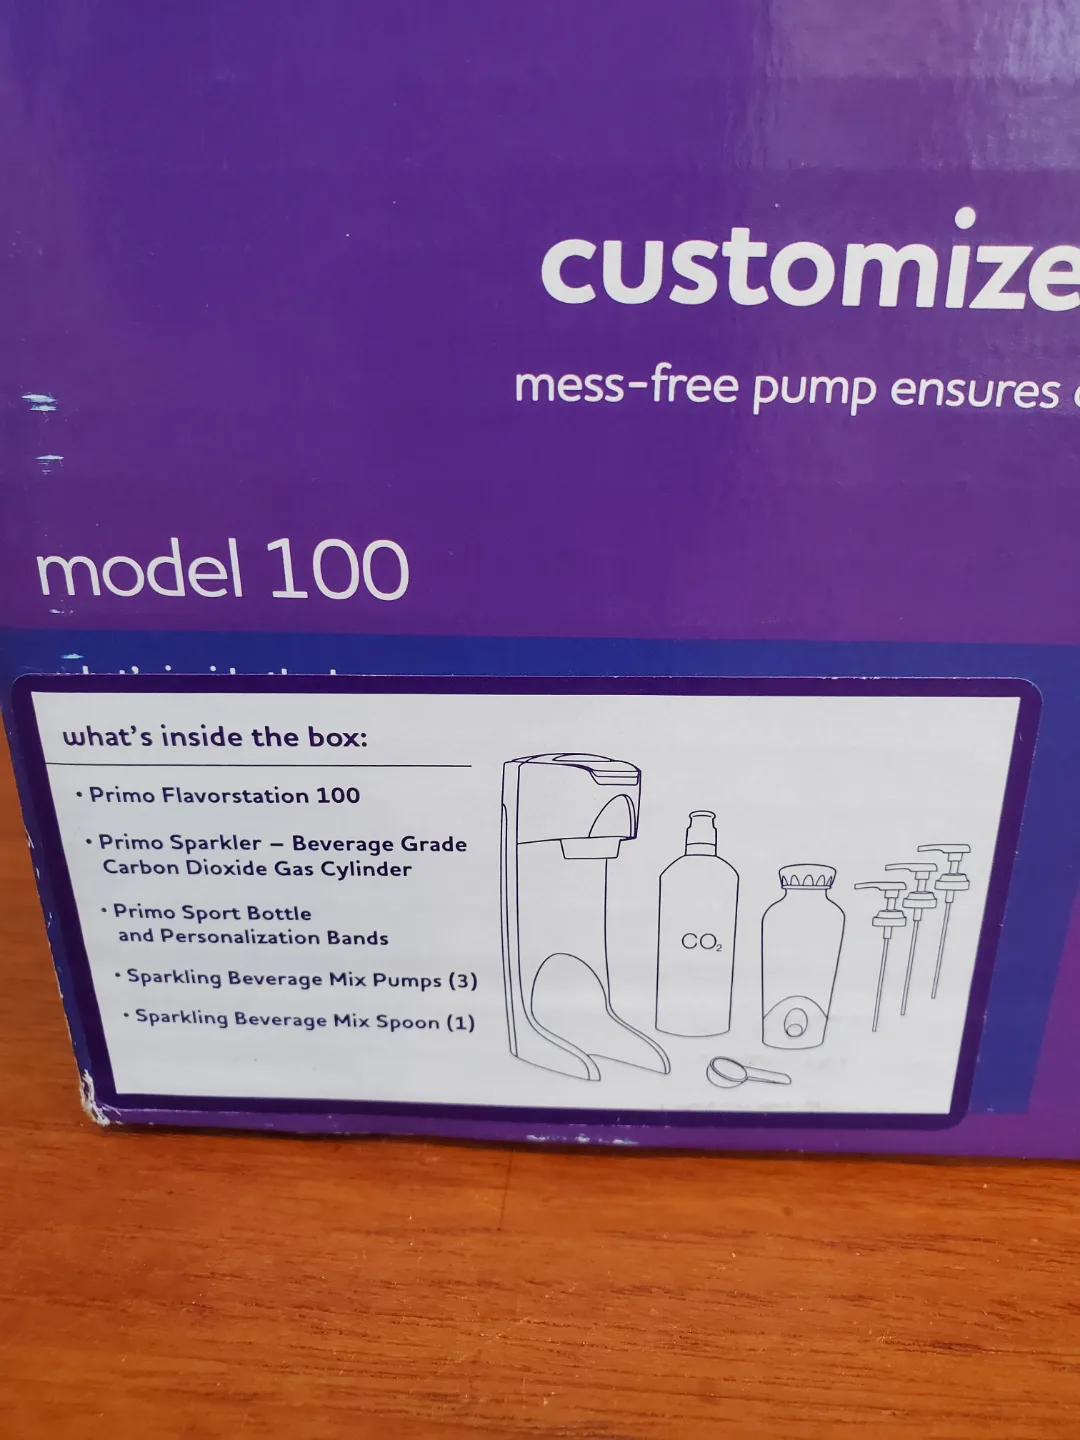 customize
mess-free pump ensures
model 100
what's inside the box:
• Primo Flavorstation 100
• Primo Sparkler – Beverage Grade
Carbon Dioxide Gas Cylinder
• Primo Sport Bottle
and Personalization Bands
• Sparkling Beverage Mix Pumps (3)
• Sparkling Beverage Mix Spoon (1)
CO₂